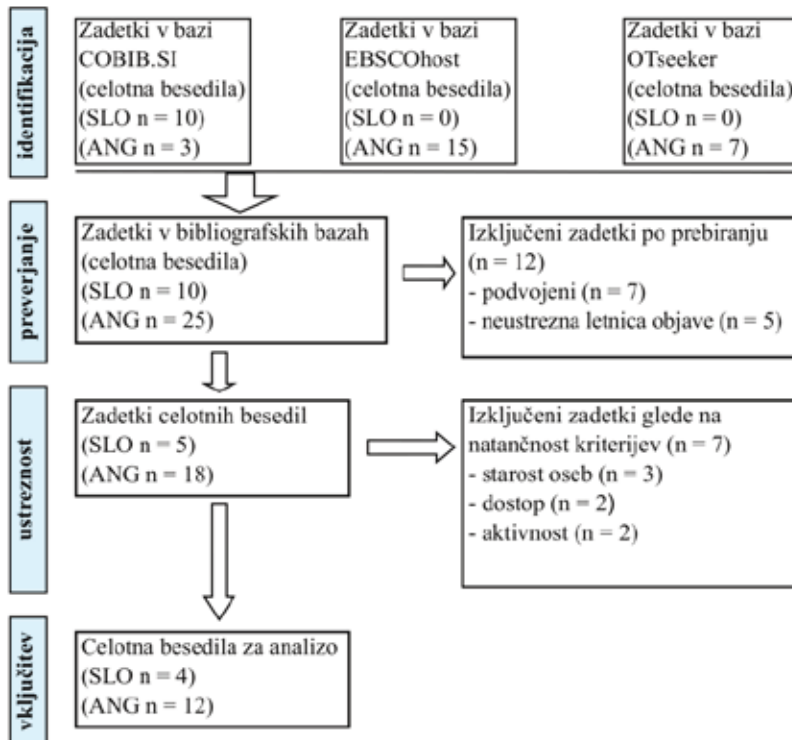 identifikacija
Zadetki v bazi
COBIB.SI
(celotna besedila)
(SLO n = 10)
(ANG n = 3)
Zadetki v bazi
EBSCOhost
(celotna besedila)
(SLO n = 0)
(ANG n = 15)
Zadetki v bazi
OTseeker
(celotna besedila)
(SLO n = 0)
(ANG n = 7)
preverjanje
Zadetki v bibliografskih bazah
(celotna besedila)
(SLO n = 10)
(ANG n = 25)
Izključeni zadetki po prebiranju
(n = 12)
- podvojeni (n = 7)
- neustrezna letnica objave (n = 5)
ustreznost
Zadetki celotnih besedil
(SLO n = 5)
(ANG n = 18)
Izključeni zadetki glede na
natančnost kriterijev (n = 7)
- starost oseb (n = 3)
- dostop (n = 2)
- aktivnost (n = 2)
vključitev
Celotna besedila za analizo
(SLO n = 4)
(ANG n = 12)